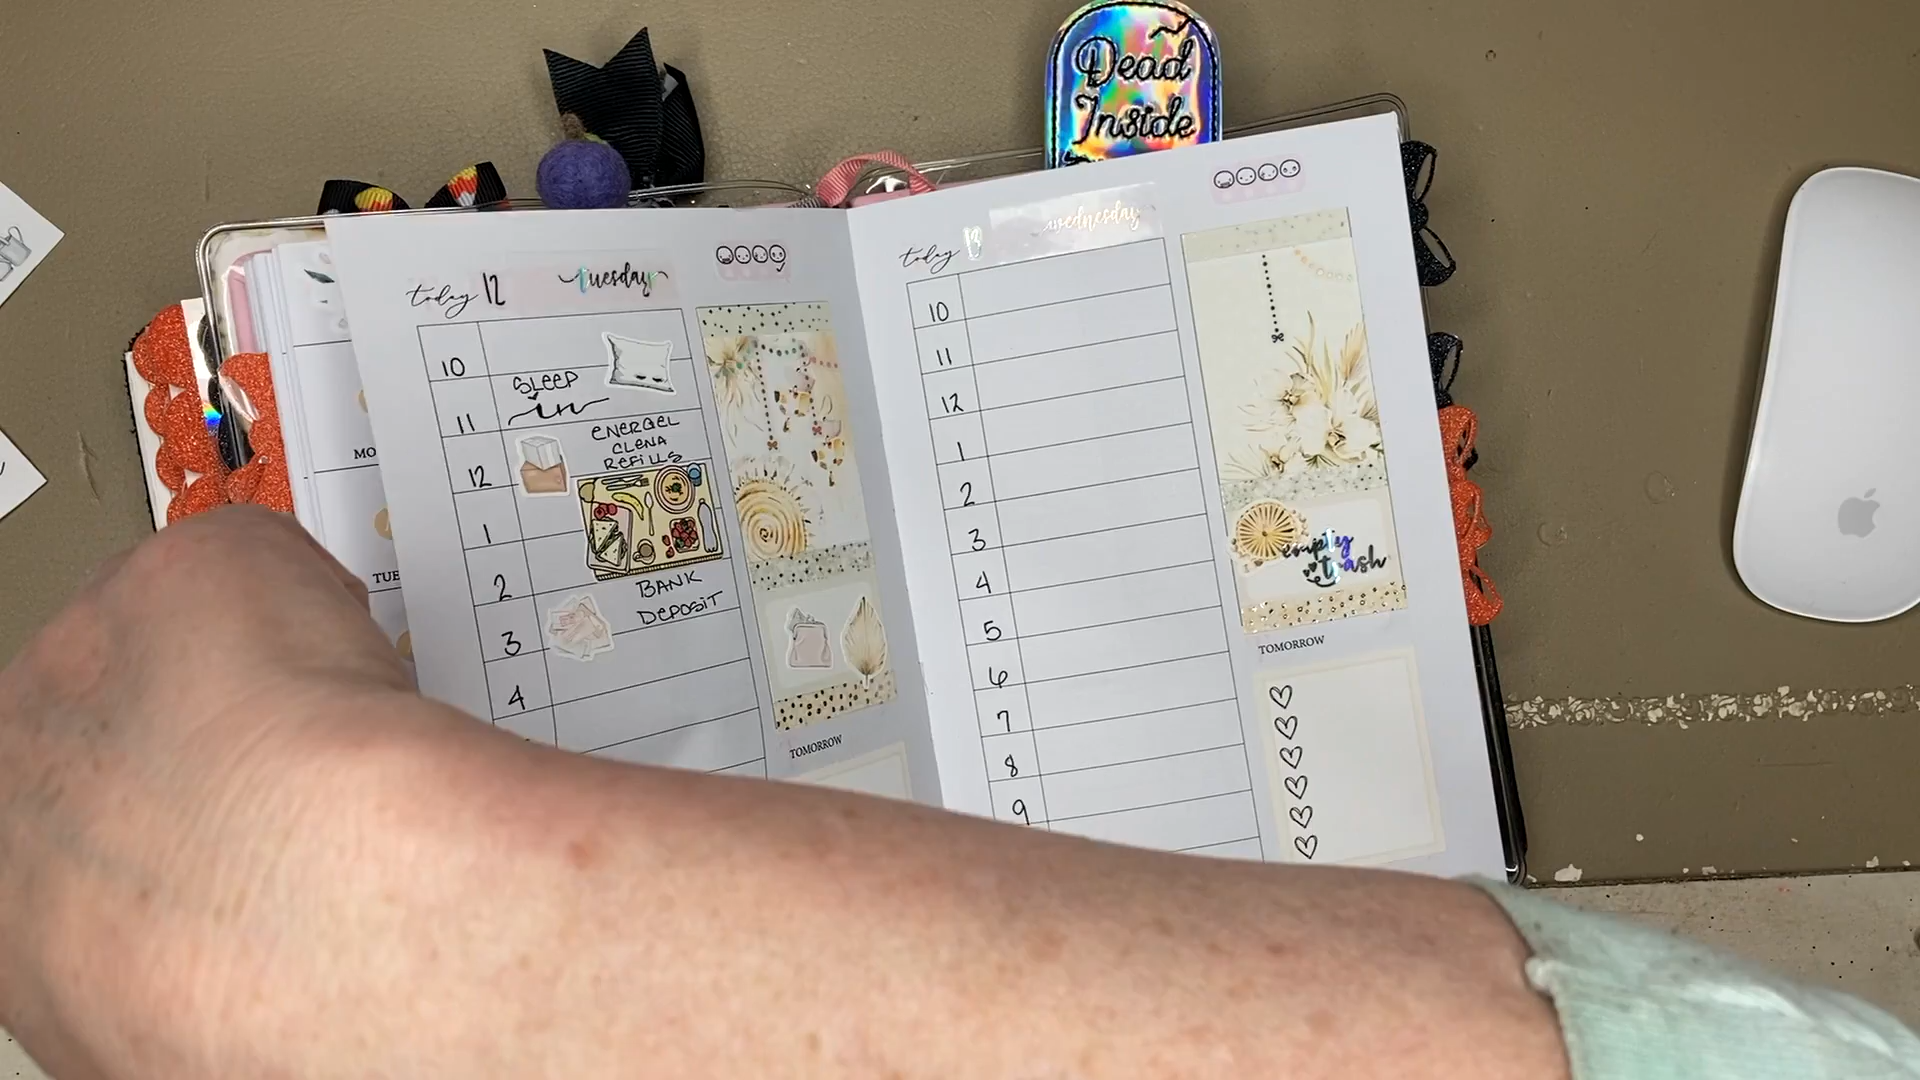 Dead
Inside
today 12 Tuesday
10
SLEEP
11
ENERGEL
CLENA
REFILLS
12
1
2
BANK
DEPOSIT
3
4
TOMORROW
MO
TUE
today 13 wednesday
10
11
12
1
2
3
4
5
6
7
8
9
empty
trash
TOMORROW